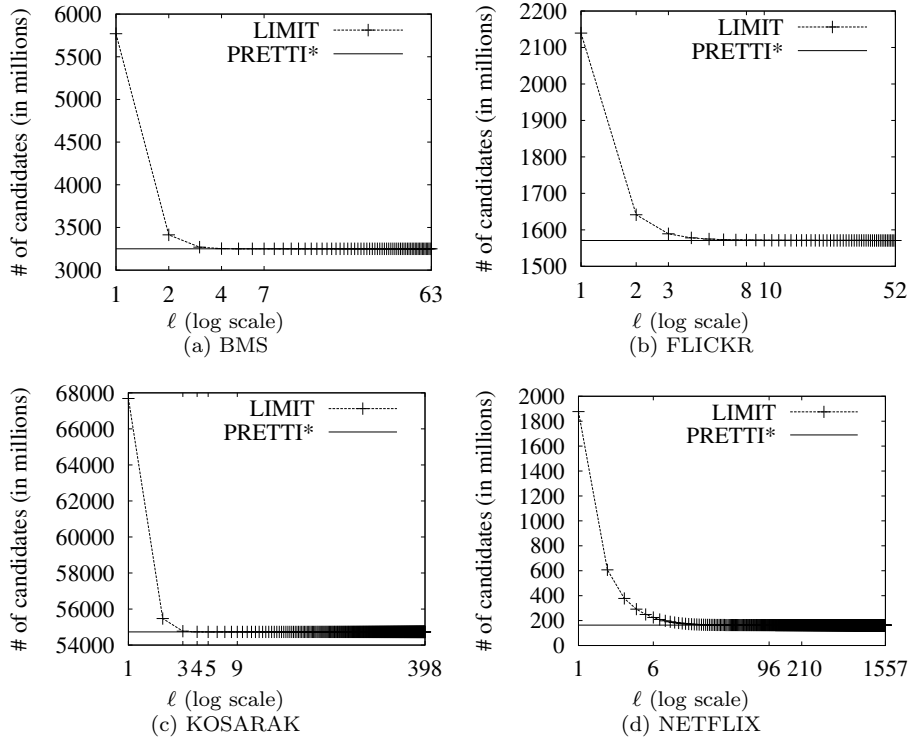 # of candidates (in millions)
6000
5500
5000
4500
4000
3500
3000
LIMIT
PRETTI*
1 2 4 7 63
ℓ (log scale)
(a) BMS
# of candidates (in millions)
2200
2100
2000
1900
1800
1700
1600
1500
LIMIT
PRETTI*
1 2 3 8 10 52
ℓ (log scale)
(b) FLICKR
# of candidates (in millions)
68000
66000
64000
62000
60000
58000
56000
54000
LIMIT
PRETTI*
1 3 4 5 9 398
ℓ (log scale)
(c) KOSARAK
# of candidates (in millions)
2000
1800
1600
1400
1200
1000
800
600
400
200
0
LIMIT
PRETTI*
1 6 96 210 1557
ℓ (log scale)
(d) NETFLIX